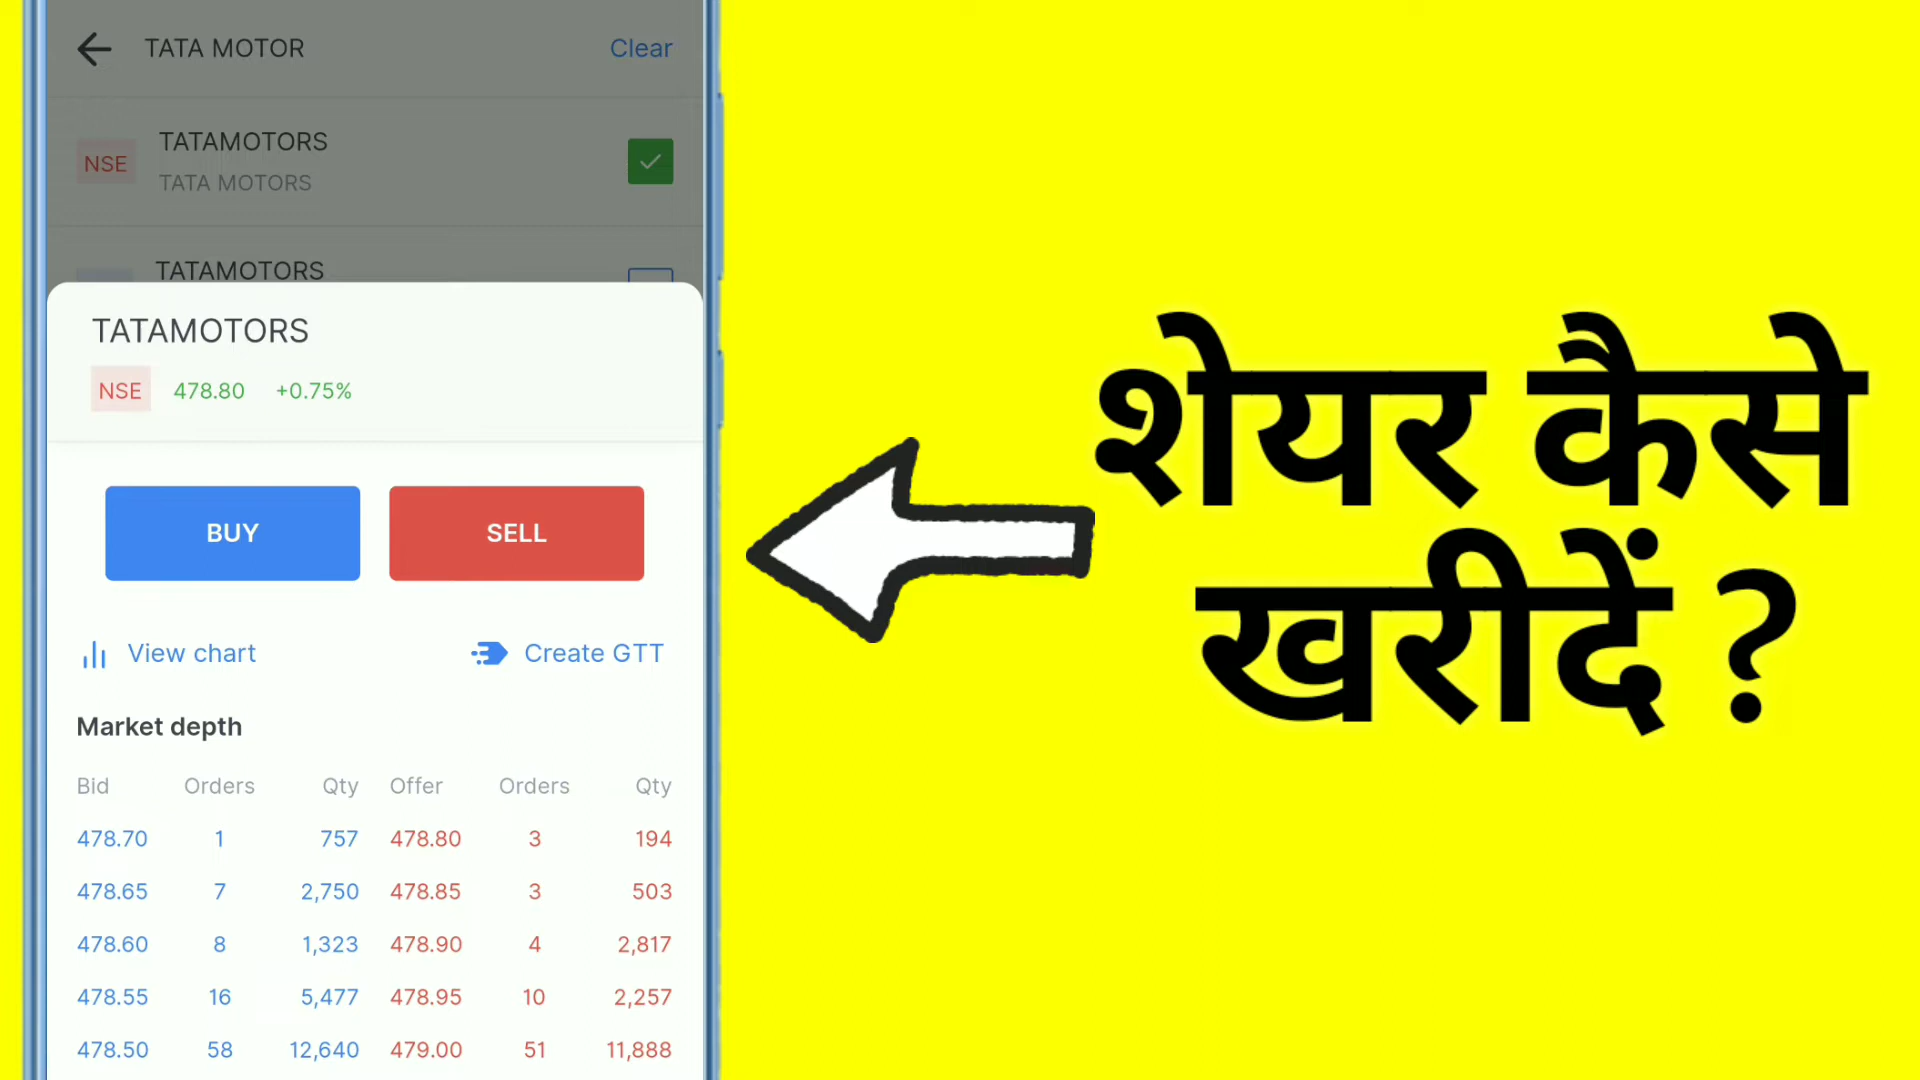 TATA MOTOR Clear
NSE TATAMOTORS
TATA MOTORS
TATAMOTORS
TATAMOTORS
NSE 478.80 +0.75%
BUY SELL
View chart Create GTT
Market depth
Bid Orders Qty Offer Orders Qty
478.70 1 757 478.80 3 194
478.65 7 2,750 478.85 3 503
478.60 8 1,323 478.90 4 2,817
478.55 16 5,477 478.95 10 2,257
478.50 58 12,640 479.00 51 11,888
शेयर कैसे
खरीदें ?